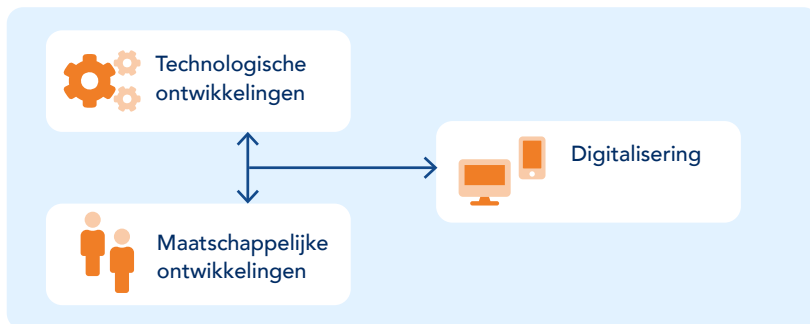 Technologische
ontwikkelingen
Digitalisering
Maatschappelijke
ontwikkelingen